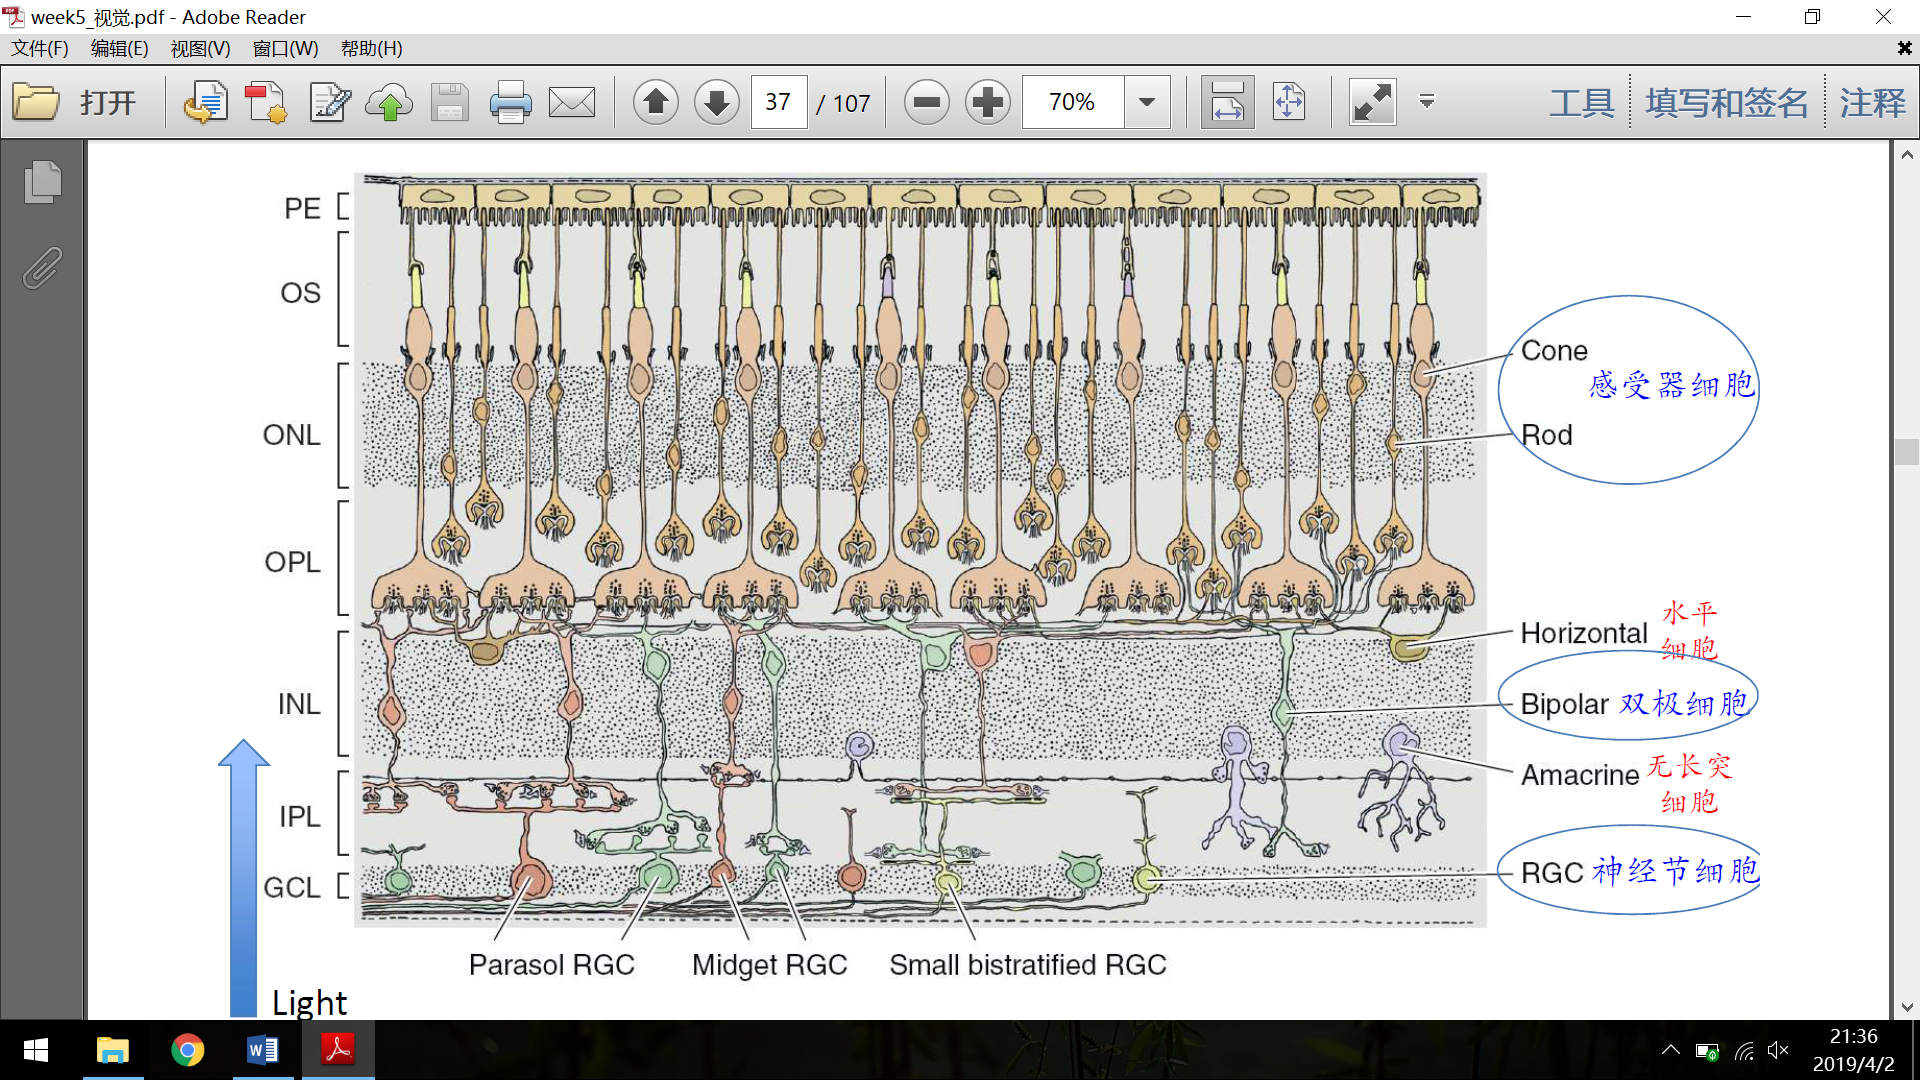 week5_视觉.pdf - Adobe Reader
文件(F) 编辑(E) 视图(V) 窗口(W) 帮助(H)
打开 37 / 107 70% 工具 填写和签名 注释
PE
OS
ONL
OPL
INL
IPL
GCL
Cone
感受器细胞
Rod
Horizontal 水平
细胞
Bipolar 双极细胞
Amacrine 无长突
细胞
RGC 神经节细胞
Parasol RGC Midget RGC Small bistratified RGC
Light
21:36
2019/4/2